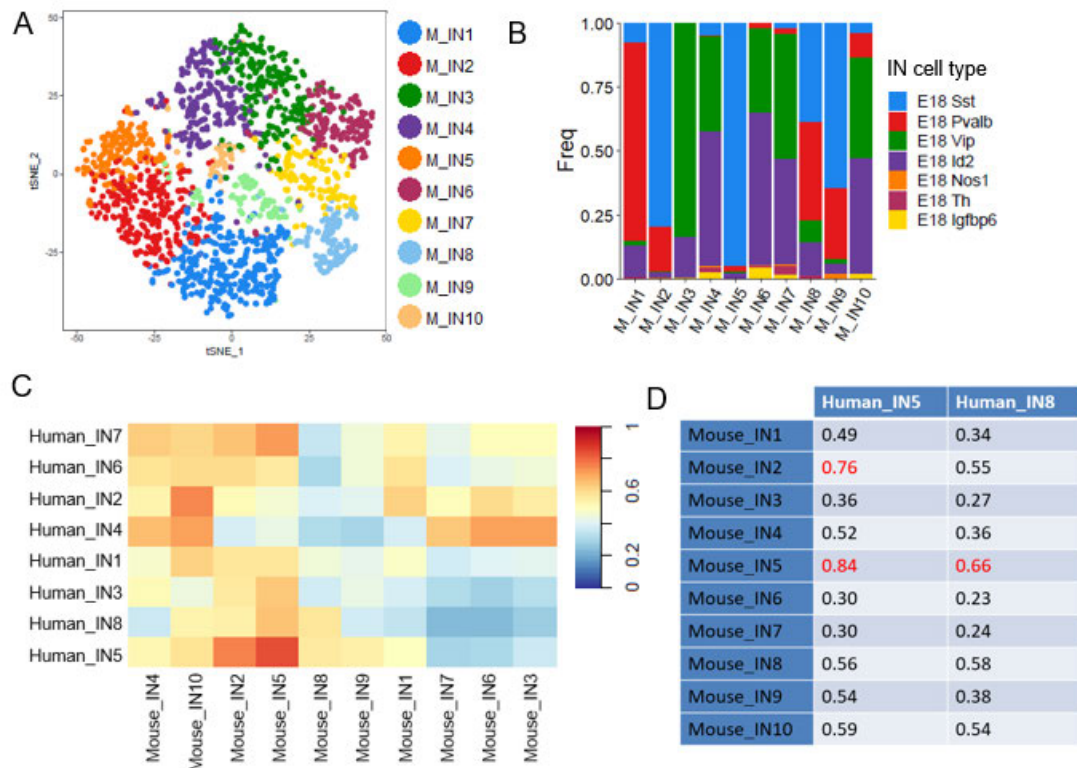 A
50
25
0
-25
tSNE_2
-50
-25
0
25
50
tSNE_1
M_IN1
M_IN2
M_IN3
M_IN4
M_IN5
M_IN6
M_IN7
M_IN8
M_IN9
M_IN10
B
1.00
0.75
0.50
0.25
0.00
Freq
M_IN1
M_IN2
M_IN3
M_IN4
M_IN5
M_IN6
M_IN7
M_IN8
M_IN9
M_IN10
IN cell type
E18 Sst
E18 Pvalb
E18 Vip
E18 Id2
E18 Nos1
E18 Th
E18 Igfbp6
C
Human_IN7
Human_IN6
Human_IN2
Human_IN4
Human_IN1
Human_IN3
Human_IN8
Human_IN5
Mouse_IN4
Mouse_IN10
Mouse_IN2
Mouse_IN5
Mouse_IN8
Mouse_IN9
Mouse_IN1
Mouse_IN7
Mouse_IN6
Mouse_IN3
1
0.6
0.4
0.2
0
D
Human_IN5 Human_IN8
Mouse_IN1 0.49 0.34
Mouse_IN2 0.76 0.55
Mouse_IN3 0.36 0.27
Mouse_IN4 0.52 0.36
Mouse_IN5 0.84 0.66
Mouse_IN6 0.30 0.23
Mouse_IN7 0.30 0.24
Mouse_IN8 0.56 0.58
Mouse_IN9 0.54 0.38
Mouse_IN10 0.59 0.54